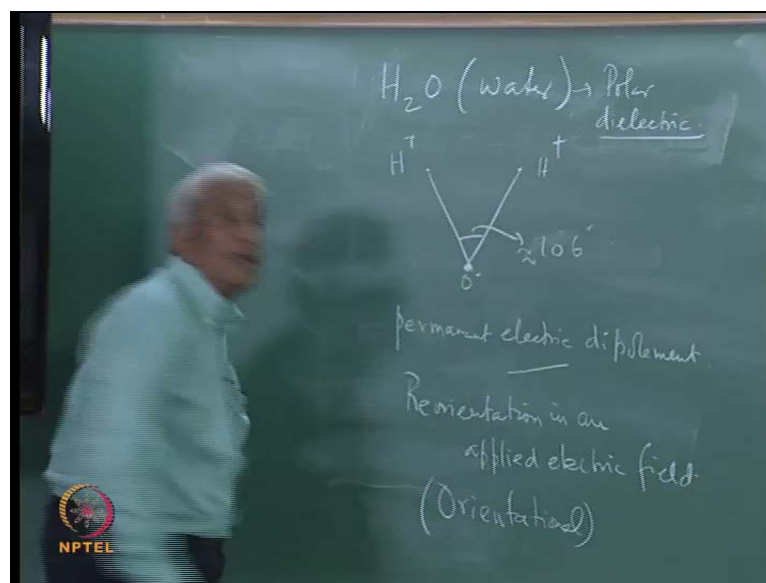 H₂O (water) → Polar
dielectric.
H⁺ H⁺
≈106°
O⁻
permanent electric dipolement.
Reorientation in an
applied electric field.
(Orientational)
NPTEL